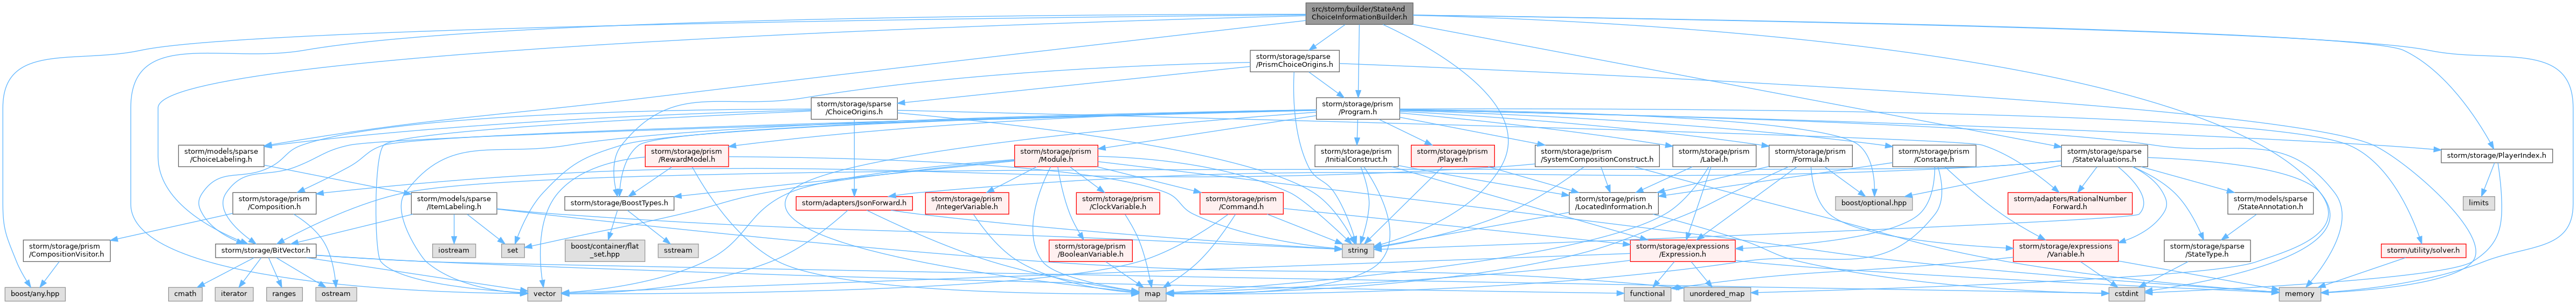 src/storm/builder/StateAnd
ChoiceInformationBuilder.h
storm/storage/sparse
/PrismChoiceOrigins.h
storm/storage/sparse
/ChoiceOrigins.h
storm/storage/prism
/Program.h
storm/models/sparse
/ChoiceLabeling.h
storm/storage/prism
/RewardModel.h
storm/storage/prism
/Module.h
storm/storage/prism
/InitialConstruct.h
storm/storage/prism
/Player.h
storm/storage/prism
/SystemCompositionConstruct.h
storm/storage/prism
/Label.h
storm/storage/prism
/Formula.h
storm/storage/prism
/Constant.h
storm/storage/sparse
/StateValuations.h
storm/storage/PlayerIndex.h
storm/storage/prism
/Composition.h
storm/models/sparse
/ItemLabeling.h
storm/storage/BoostTypes.h
storm/adapters/JsonForward.h
storm/storage/prism
/IntegerVariable.h
storm/storage/prism
/ClockVariable.h
storm/storage/prism
/Command.h
storm/storage/prism
/LocatedInformation.h
boost/optional.hpp
storm/adapters/RationalNumber
Forward.h
storm/models/sparse
/StateAnnotation.h
limits
storm/storage/prism
/CompositionVisitor.h
storm/storage/BitVector.h
iostream
set
boost/container/flat
_set.hpp
sstream
storm/storage/prism
/BooleanVariable.h
string
storm/storage/expressions
/Expression.h
storm/storage/expressions
/Variable.h
storm/storage/sparse
/StateType.h
storm/utility/solver.h
boost/any.hpp
cmath
iterator
ranges
ostream
vector
map
functional
unordered_map
cstdint
memory